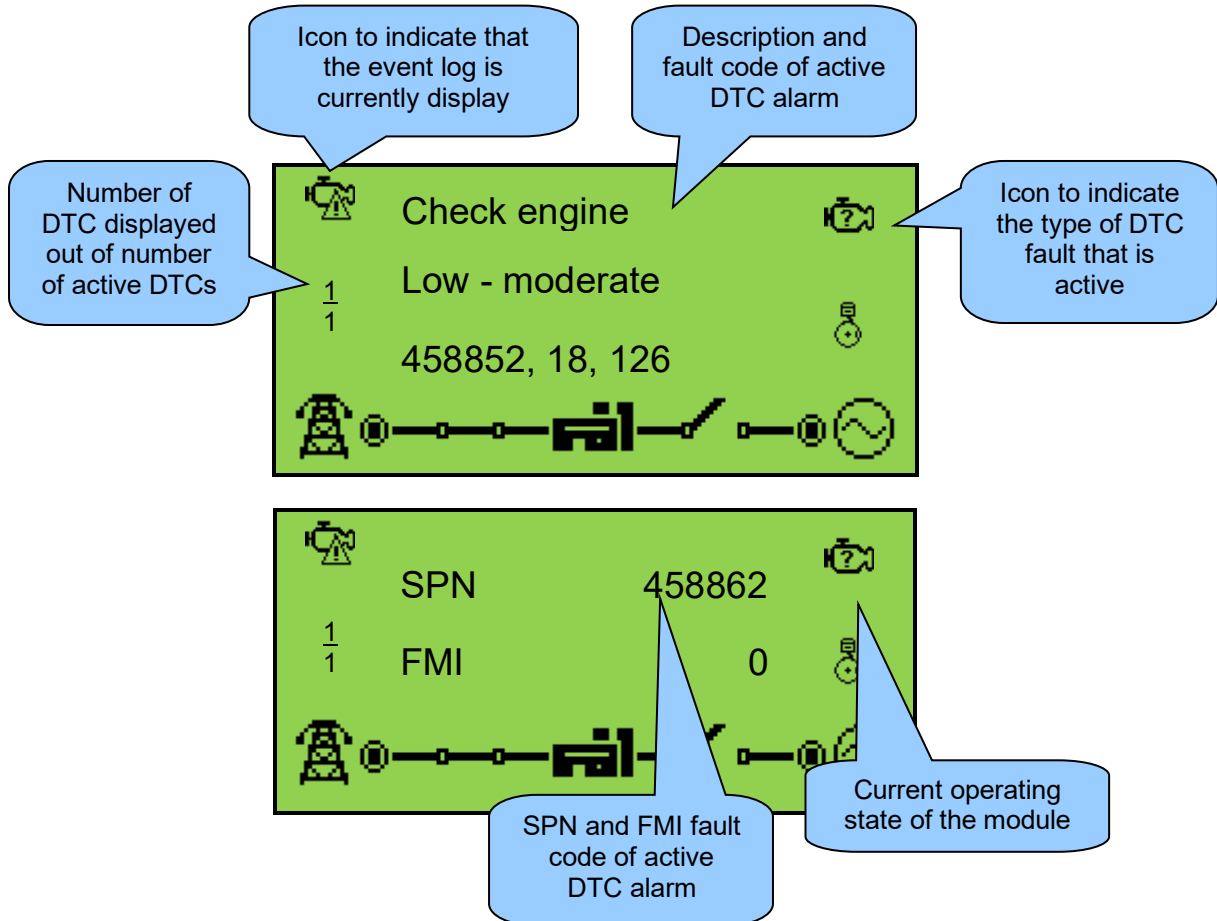 Icon to indicate that
the event log is
currently display
Description and
fault code of active
DTC alarm
Number of
DTC displayed
out of number
of active DTCs
Icon to indicate
the type of DTC
fault that is
active
Check engine
?
1
1
Low - moderate
458852, 18, 126
SPN 458862
?
1
1
FMI 0
SPN and FMI fault
code of active
DTC alarm
Current operating
state of the module